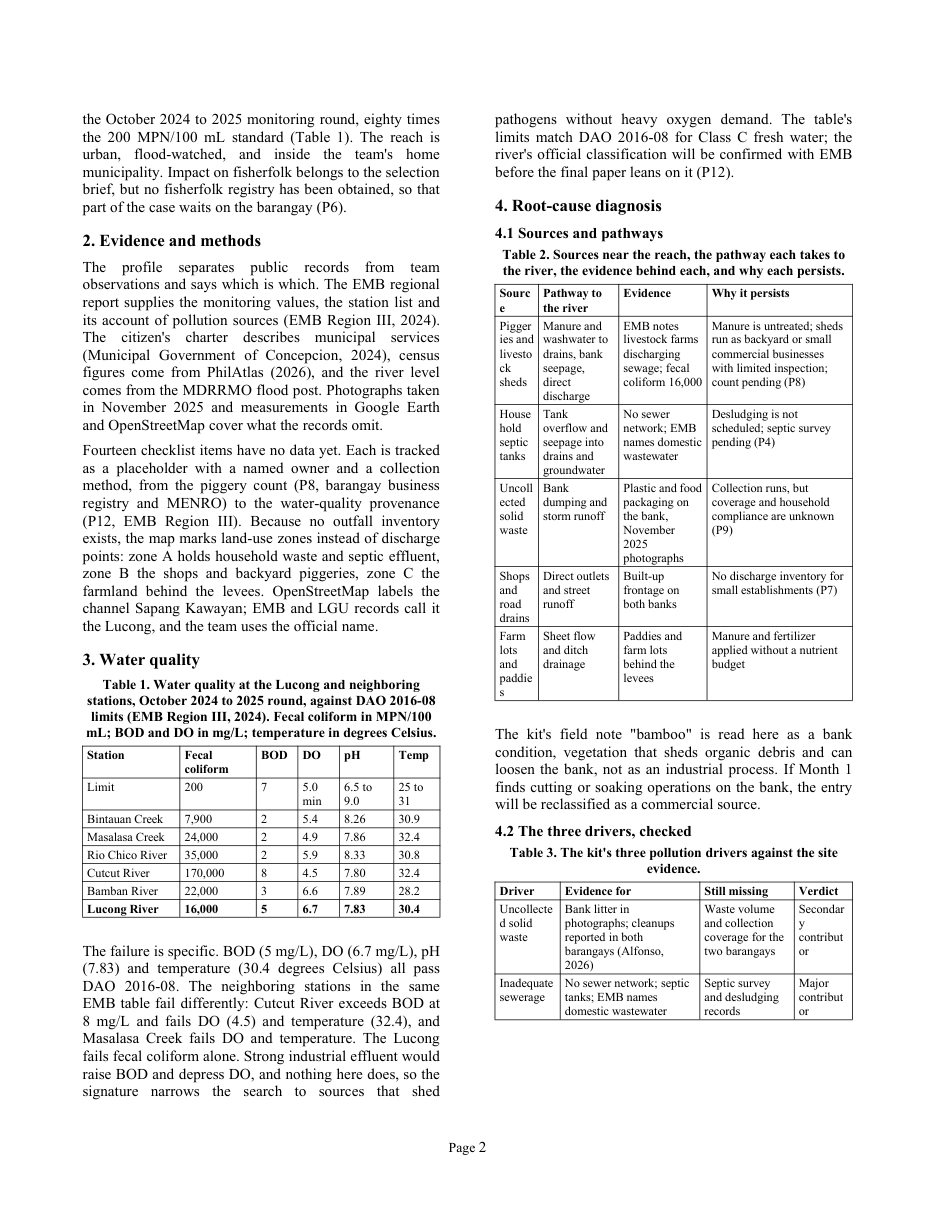 the October 2024 to 2025 monitoring round, eighty times
the 200 MPN/100 mL standard (Table 1). The reach is
urban, flood-watched, and inside the team's home
municipality. Impact on fisherfolk belongs to the selection
brief, but no fisherfolk registry has been obtained, so that
part of the case waits on the barangay (P6).
2. Evidence and methods
The profile separates public records from team
observations and says which is which. The EMB regional
report supplies the monitoring values, the station list and
its account of pollution sources (EMB Region III, 2024).
The citizen's charter describes municipal services
(Municipal Government of Concepcion, 2024), census
figures come from PhilAtlas (2026), and the river level
comes from the MDRRMO flood post. Photographs taken
in November 2025 and measurements in Google Earth
and OpenStreetMap cover what the records omit.
Fourteen checklist items have no data yet. Each is tracked
as a placeholder with a named owner and a collection
method, from the piggery count (P8, barangay business
registry and MENRO) to the water-quality provenance
(P12, EMB Region III). Because no outfall inventory
exists, the map marks land-use zones instead of discharge
points: zone A holds household waste and septic effluent,
zone B the shops and backyard piggeries, zone C the
farmland behind the levees. OpenStreetMap labels the
channel Sapang Kawayan; EMB and LGU records call it
the Lucong, and the team uses the official name.
3. Water quality
Table 1. Water quality at the Lucong and neighboring
stations, October 2024 to 2025 round, against DAO 2016-08
limits (EMB Region III, 2024). Fecal coliform in MPN/100
mL; BOD and DO in mg/L; temperature in degrees Celsius.
Station Fecal coliform BOD DO pH Temp
Limit 200 7 5.0 min 6.5 to 9.0 25 to 31
Bintauan Creek 7,900 2 5.4 8.26 30.9
Masalasa Creek 24,000 2 4.9 7.86 32.4
Rio Chico River 35,000 2 5.9 8.33 30.8
Cutcut River 170,000 8 4.5 7.80 32.4
Bamban River 22,000 3 6.6 7.89 28.2
Lucong River 16,000 5 6.7 7.83 30.4
The failure is specific. BOD (5 mg/L), DO (6.7 mg/L), pH
(7.83) and temperature (30.4 degrees Celsius) all pass
DAO 2016-08. The neighboring stations in the same
EMB table fail differently: Cutcut River exceeds BOD at
8 mg/L and fails DO (4.5) and temperature (32.4), and
Masalasa Creek fails DO and temperature. The Lucong
fails fecal coliform alone. Strong industrial effluent would
raise BOD and depress DO, and nothing here does, so the
signature narrows the search to sources that shed
pathogens without heavy oxygen demand. The table's
limits match DAO 2016-08 for Class C fresh water; the
river's official classification will be confirmed with EMB
before the final paper leans on it (P12).
4. Root-cause diagnosis
4.1 Sources and pathways
Table 2. Sources near the reach, the pathway each takes to
the river, the evidence behind each, and why each persists.
Sourc
e
Pathway to
the river
Evidence
Why it persists
Pigger
ies and
livesto
ck
sheds
Manure and
washwater to
drains, bank
seepage,
direct
discharge
EMB notes
livestock farms
discharging
sewage; fecal
coliform 16,000
Manure is untreated; sheds
run as backyard or small
commercial businesses
with limited inspection;
count pending (P8)
House
hold
septic
tanks
Tank
overflow and
seepage into
drains and
groundwater
No sewer
network; EMB
names domestic
wastewater
Desludging is not
scheduled; septic survey
pending (P4)
Uncoll
ected
solid
waste
Bank
dumping and
storm runoff
Plastic and food
packaging on
the bank,
November
2025
photographs
Collection runs, but
coverage and household
compliance are unknown
(P9)
Shops
and
road
drains
Direct outlets
and street
runoff
Built-up
frontage on
both banks
No discharge inventory for
small establishments (P7)
Farm
lots
and
paddie
s
Sheet flow
and ditch
drainage
Paddies and
farm lots
behind the
levees
Manure and fertilizer
applied without a nutrient
budget
The kit's field note "bamboo" is read here as a bank
condition, vegetation that sheds organic debris and can
loosen the bank, not as an industrial process. If Month 1
finds cutting or soaking operations on the bank, the entry
will be reclassified as a commercial source.
4.2 The three drivers, checked
Table 3. The kit's three pollution drivers against the site
evidence.
Driver
Evidence for
Still missing
Verdict
Uncollecte
d solid
waste
Bank litter in
photographs; cleanups
reported in both
barangays (Alfonso,
2026)
Waste volume
and collection
coverage for the
two barangays
Secondar
y
contribut
or
Inadequate
sewerage
No sewer network; septic
tanks; EMB names
domestic wastewater
Septic survey
and desludging
records
Major
contribut
or
Page 2